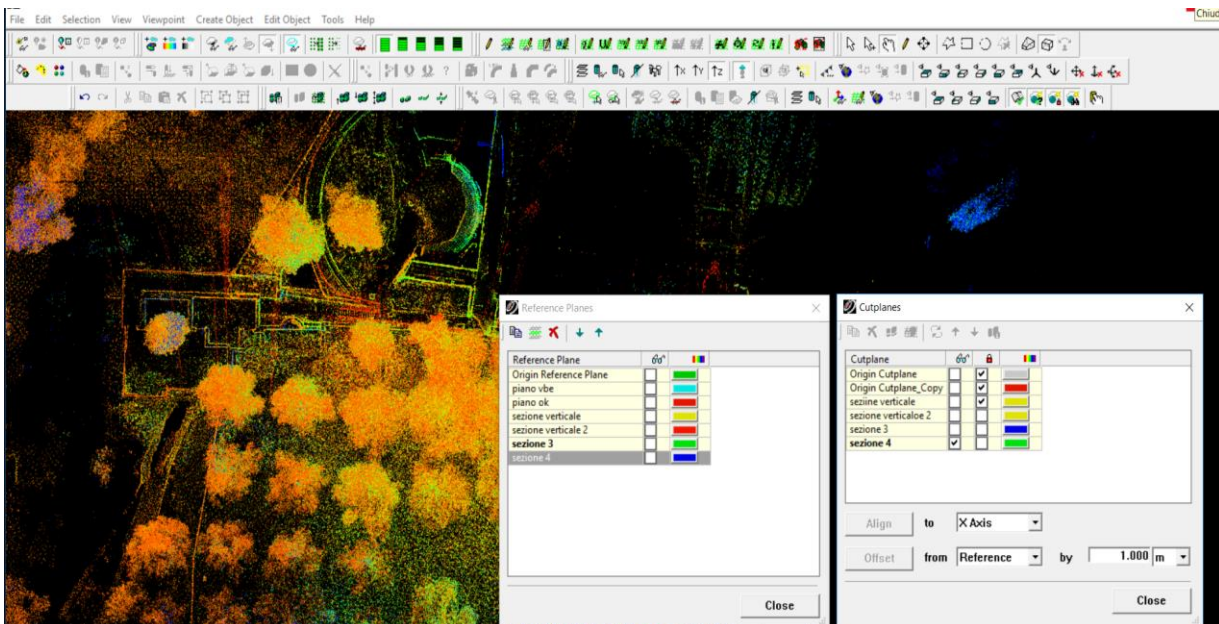 Chiud
File Edit Selection View Viewpoint Create Object Edit Object Tools Help
Reference Planes
Reference Plane
Origin Reference Plane
piano vbe
piano ok
sezione verticale
sezione verticale 2
sezione 3
sezione 4
Close
Cutplanes
Cutplane
Origin Cutplane
Origin Cutplane_Copy
seziine verticale
sezione verticaloe 2
sezione 3
sezione 4
Align to X Axis
Offset from Reference by 1.000 m
Close